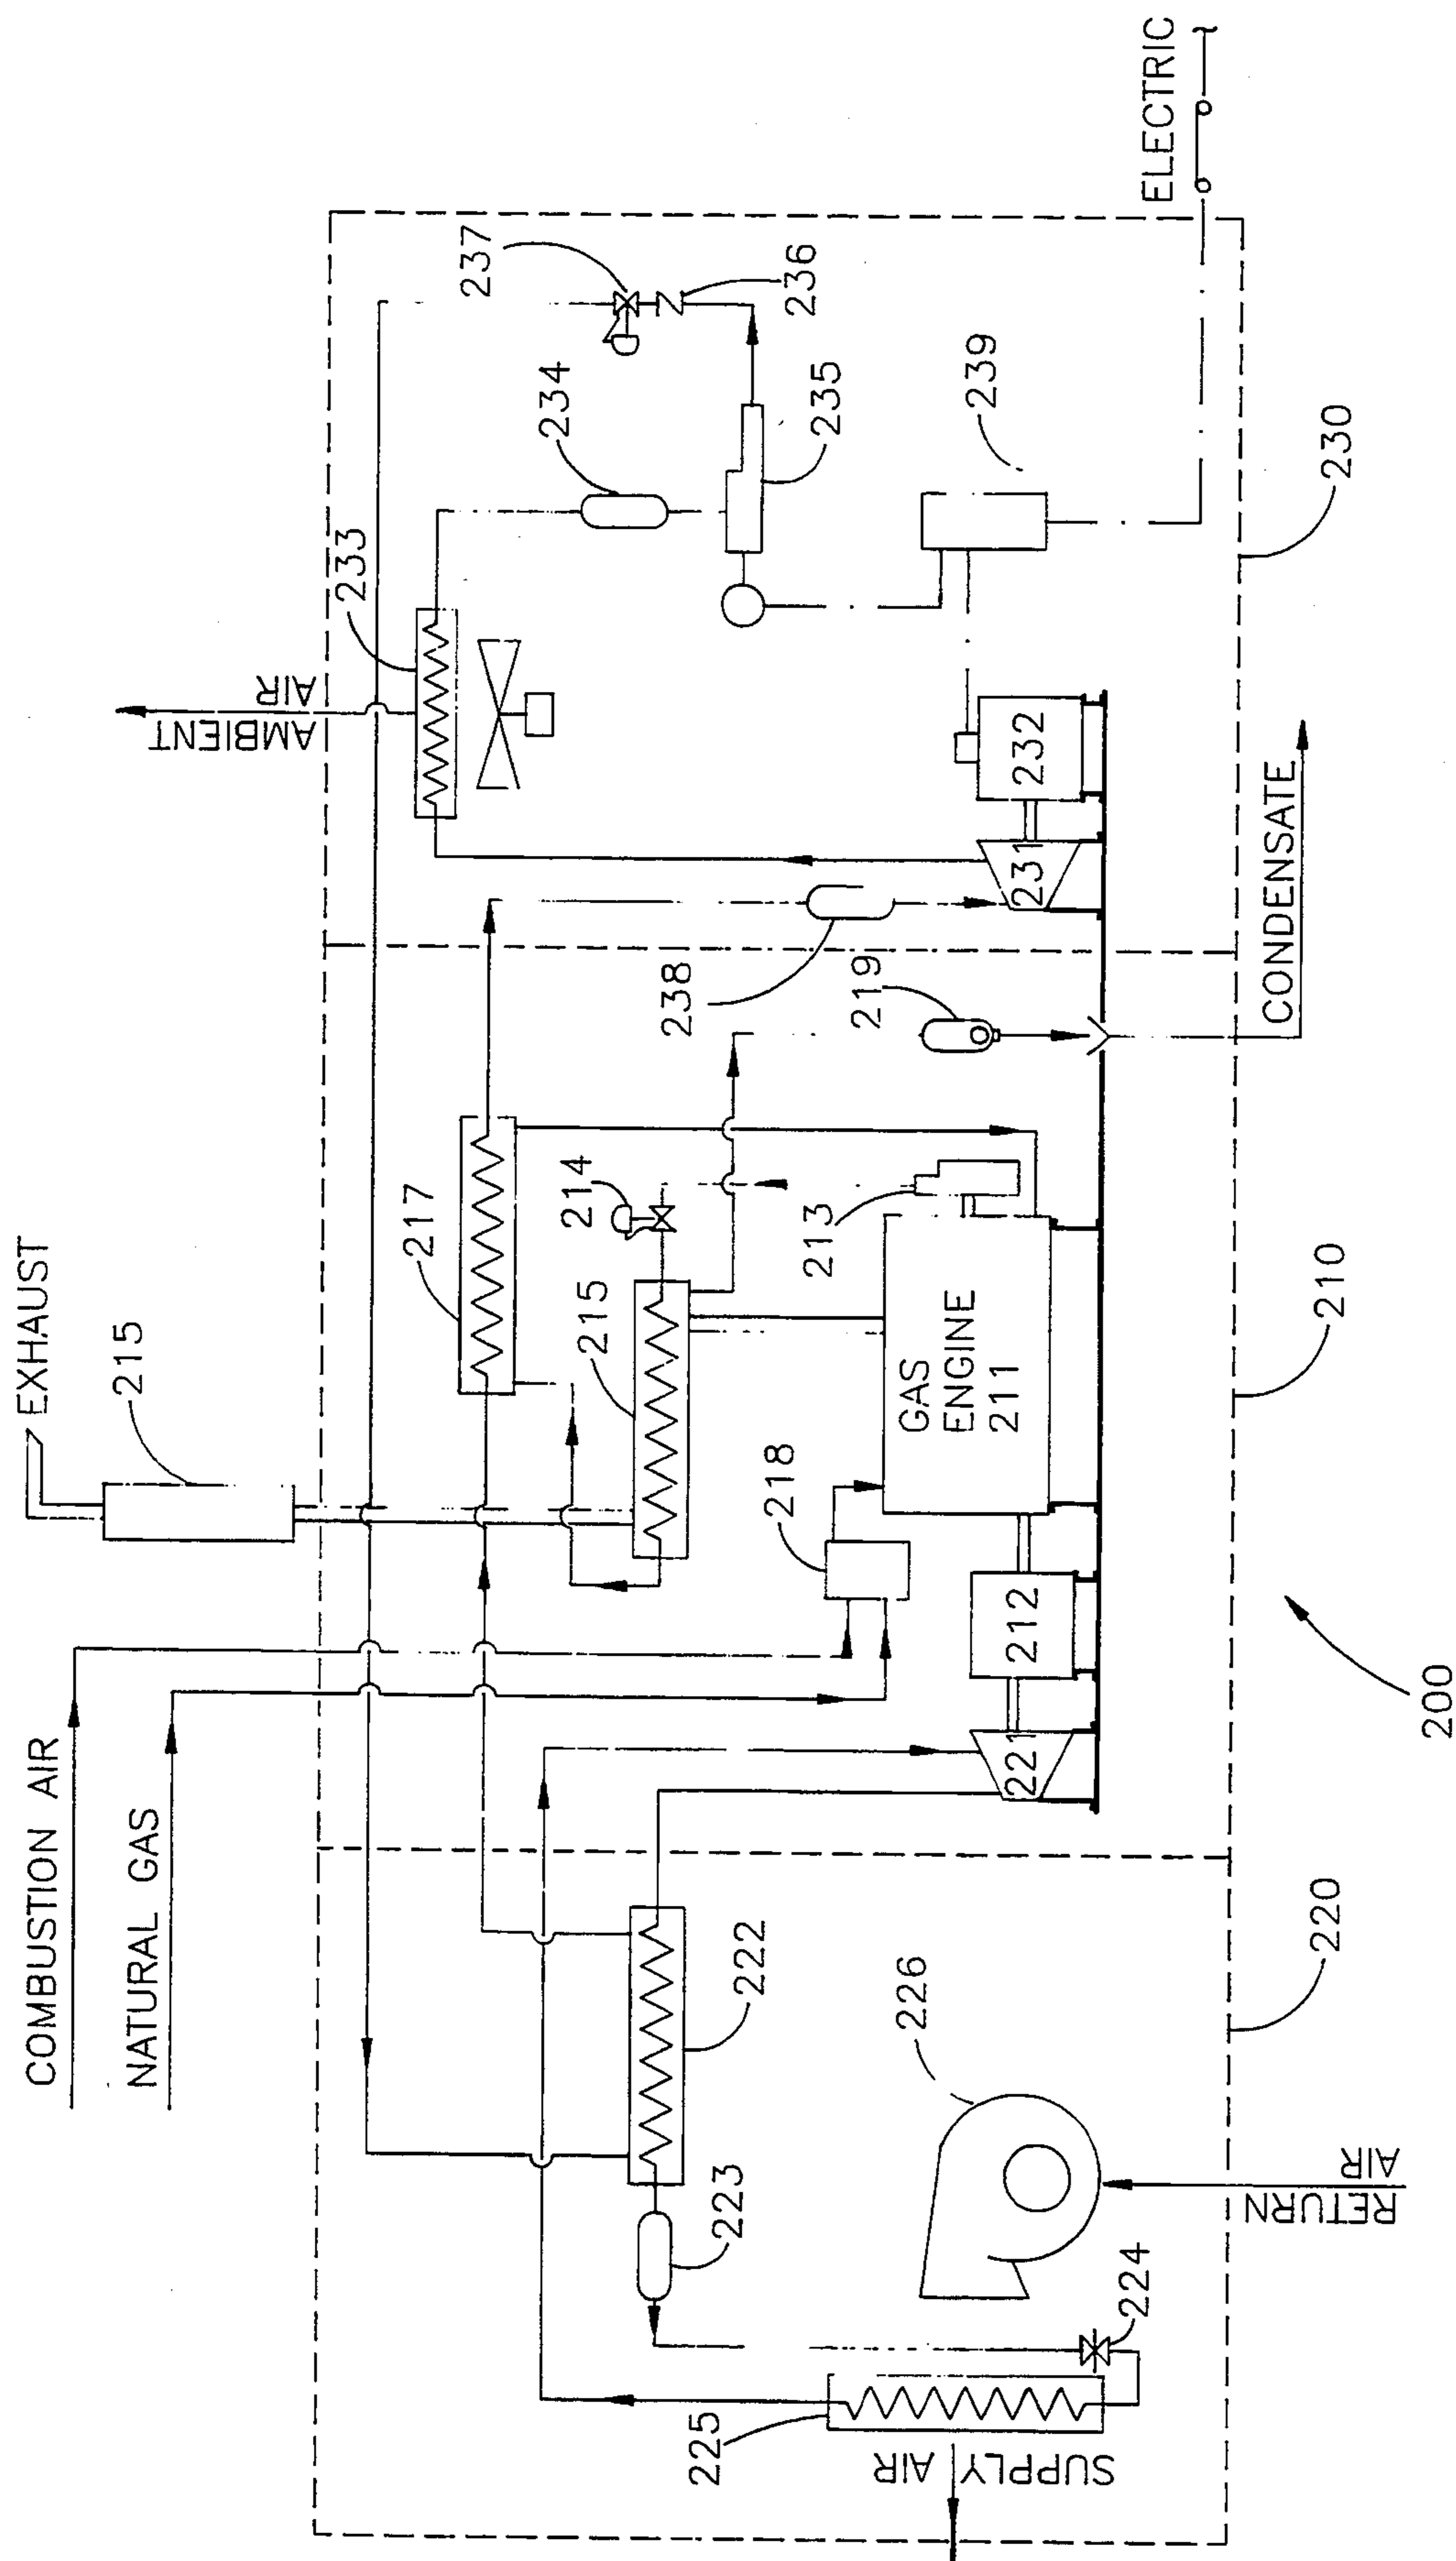 EXHAUST
215
COMBUSTION AIR
NATURAL GAS
AMBIENT
AIR
233
217
237
234
236
235
214
215
238
239
218
213
219
GAS
ENGINE
211
212
221
231
232
222
223
225
226
224
SUPPLY
AIR
RETURN
AIR
CONDENSATE
ELECTRIC
220
210
230
200